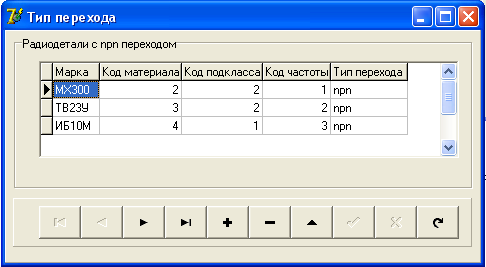 Тип перехода
Радиодетали с npn переходом
Марка Код материала Код подкласса Код частоты Тип перехода
МХ300 2 2 1 npn
ТВ23У 3 2 2 npn
ИБ10М 4 1 3 npn